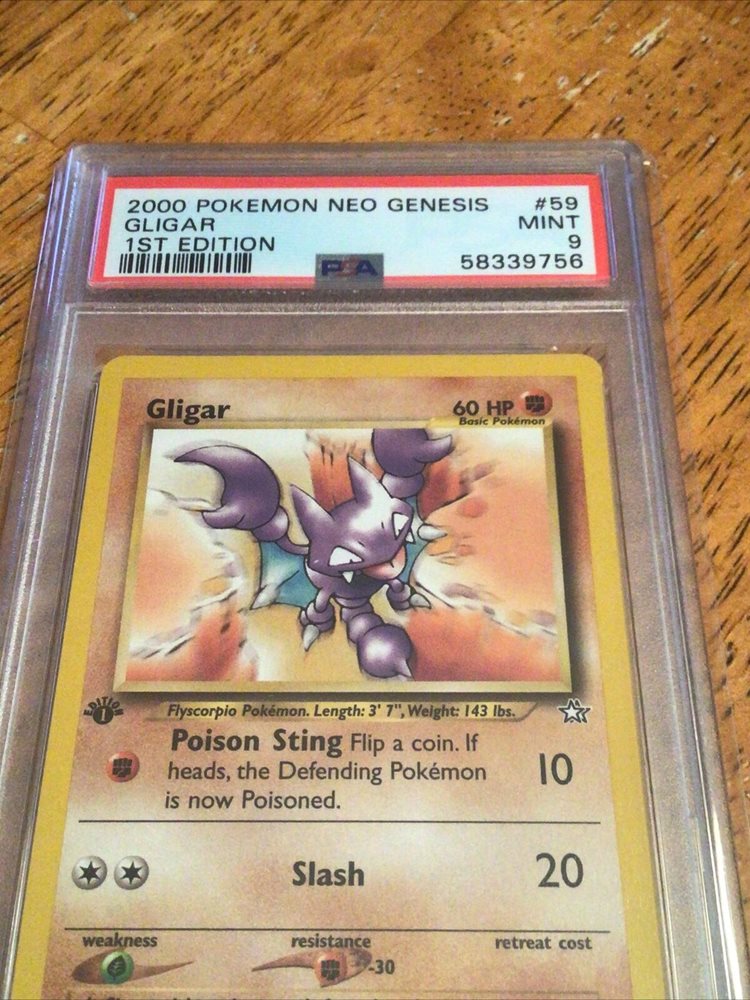 2000 POKEMON NEO GENESIS #59
GLIGAR MINT
1ST EDITION 9
PSA 58339756
Gligar 60 HP
Basic Pokémon
EDITION 1
Flyscorpio Pokémon. Length: 3' 7", Weight: 143 lbs.
Poison Sting Flip a coin. If
heads, the Defending Pokémon 10
is now Poisoned.
Slash 20
weakness resistance retreat cost
-30